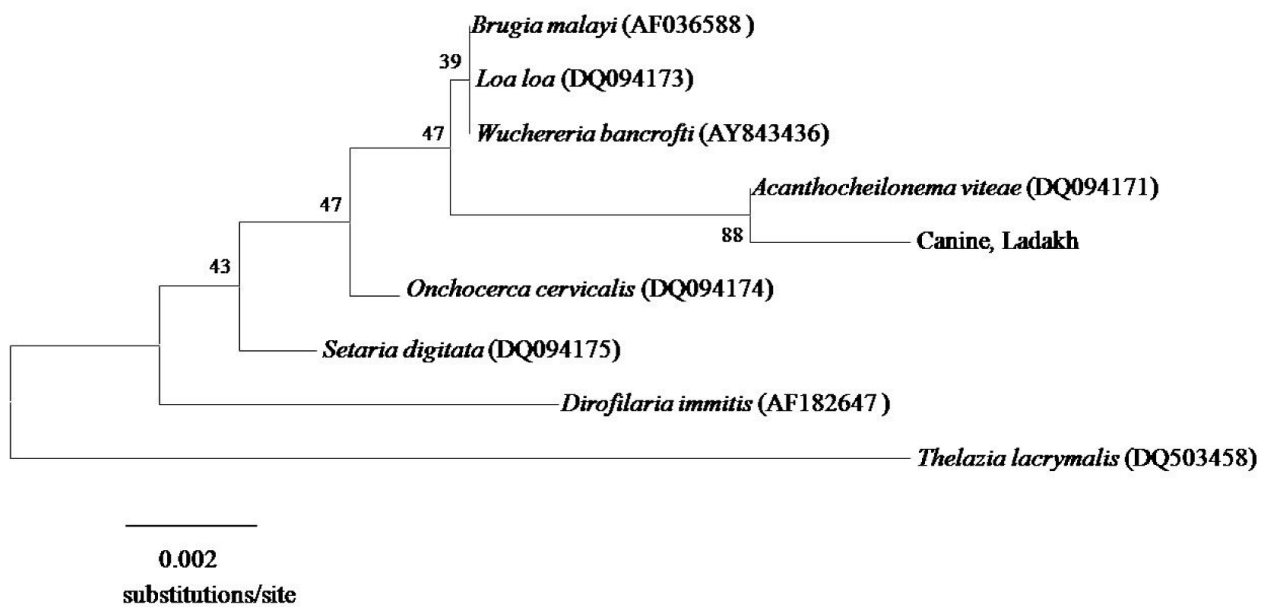 Brugia malayi (AF036588 )
39
Loa loa (DQ094173)
47
Wuchereria bancrofti (AY843436)
Acanthocheilonema viteae (DQ094171)
47
88
Canine, Ladakh
43
Onchocerca cervicalis (DQ094174)
Setaria digitata (DQ094175)
Dirofilaria immitis (AF182647 )
Thelazia lacrymalis (DQ503458)
0.002
substitutions/site